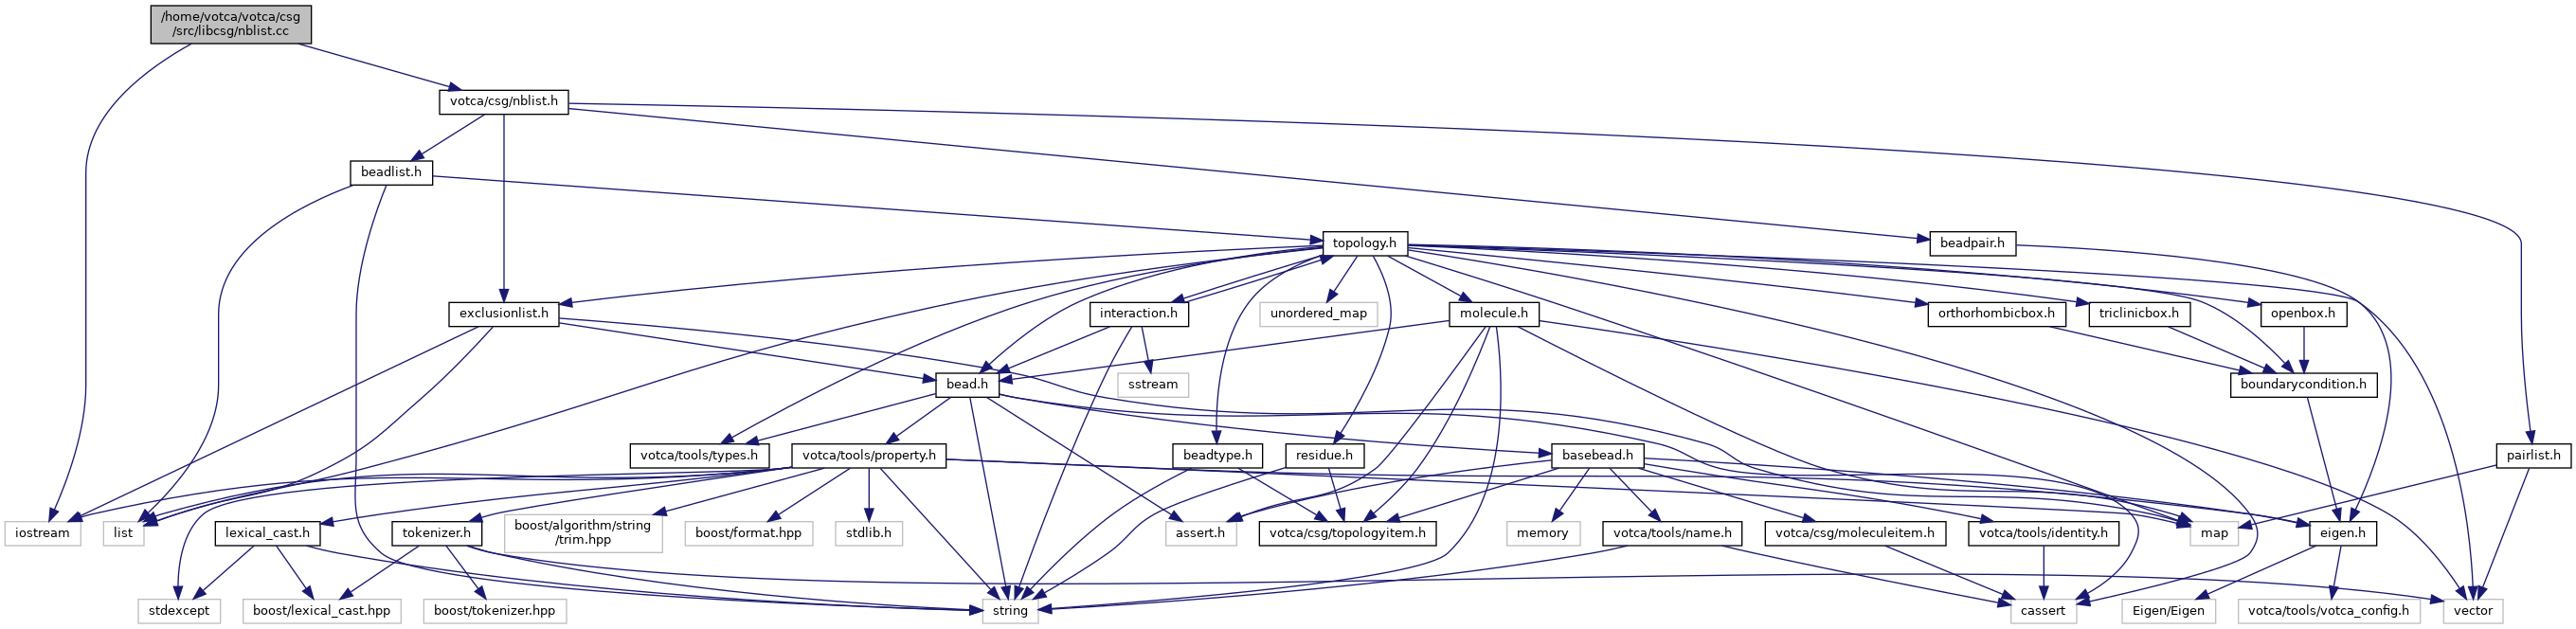 /home/votca/votca/csg
/src/libcsg/nblist.cc
votca/csg/nblist.h
beadlist.h
topology.h
beadpair.h
exclusionlist.h
interaction.h
unordered_map
molecule.h
orthorhombicbox.h
triclinicbox.h
openbox.h
bead.h
sstream
boundarycondition.h
votca/tools/types.h
votca/tools/property.h
beadtype.h
residue.h
basebead.h
pairlist.h
iostream
list
lexical_cast.h
tokenizer.h
boost/algorithm/string
/trim.hpp
boost/format.hpp
stdlib.h
assert.h
votca/csg/topologyitem.h
memory
votca/tools/name.h
votca/csg/moleculeitem.h
votca/tools/identity.h
map
eigen.h
stdexcept
boost/lexical_cast.hpp
boost/tokenizer.hpp
string
cassert
Eigen/Eigen
votca/tools/votca_config.h
vector